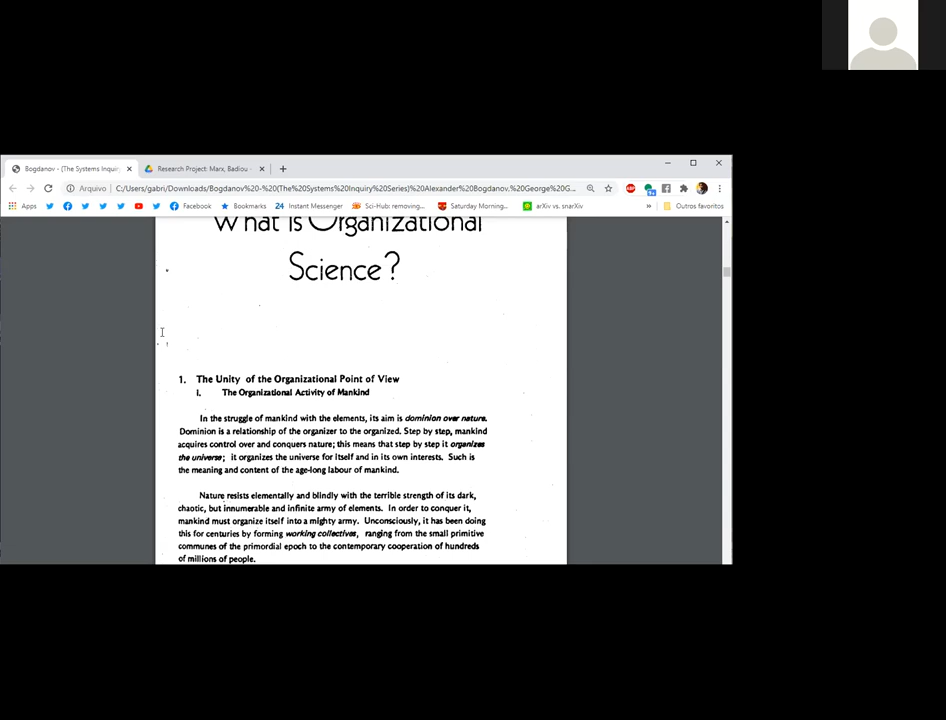 Bogdanov - (The Systems Inquiry
Research Project: Marx, Badiou -
Arquivo
C:/Users/gabri/Downloads/Bogdanov%20-%20(The%20Systems%20Inquiry%20Series)%20Alexander%20Bogdanov,%20George%20G...
Apps Facebook Bookmarks 24 Instant Messenger Sci-Hub: removing... Saturday Morning... arXiv vs. snarXiv » Outros favoritos
What Is Organizational
Science?
1. The Unity of the Organizational Point of View
I. The Organizational Activity of Mankind
In the struggle of mankind with the elements, its aim is dominion over nature.
Dominion is a relationship of the organizer to the organized. Step by step, mankind
acquires control over and conquers nature; this means that step by step it organizes
the universe; it organizes the universe for itself and in its own interests. Such is
the meaning and content of the age-long labour of mankind.
Nature resists elementally and blindly with the terrible strength of its dark,
chaotic, but innumerable and infinite army of elements. In order to conquer it,
mankind must organize itself into a mighty army. Unconsciously, it has been doing
this for centuries by forming working collectives, ranging from the small primitive
communes of the primordial epoch to the contemporary cooperation of hundreds
of millions of people.